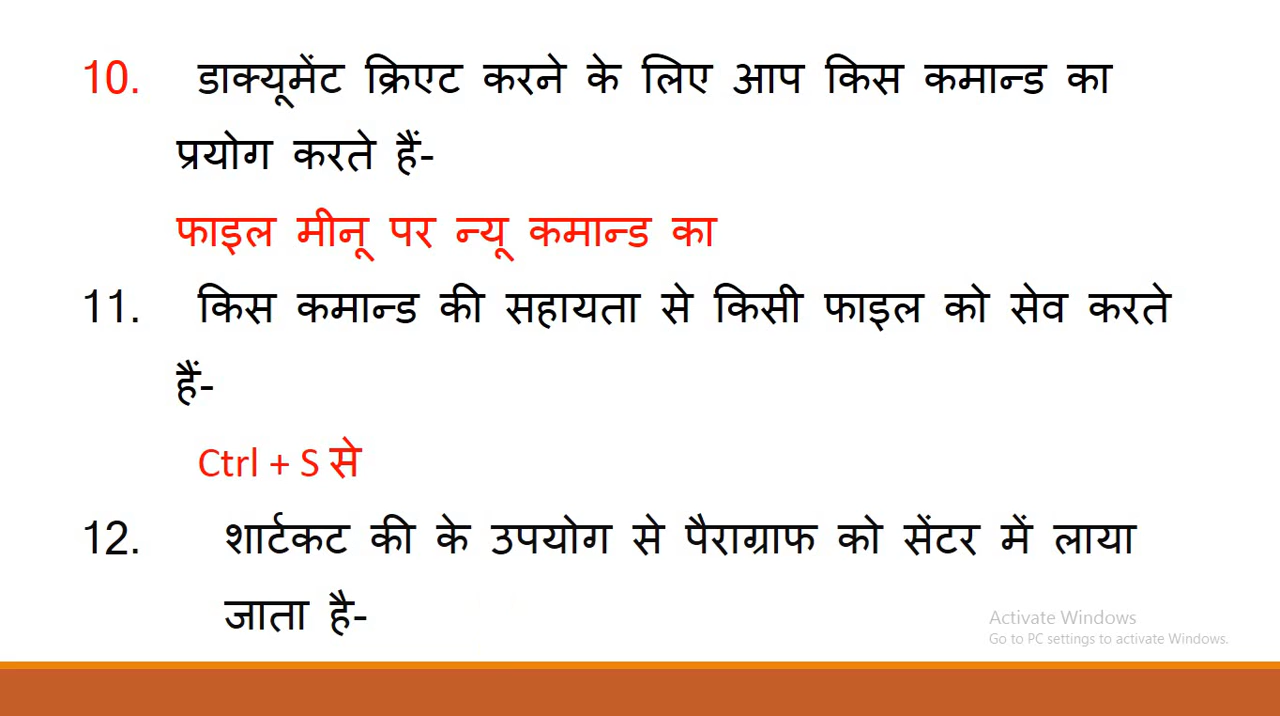 10. डाक्यूमेंट क्रिएट करने के लिए आप किस कमान्ड का
प्रयोग करते हैं-
फाइल मीनू पर न्यू कमान्ड का
11. किस कमान्ड की सहायता से किसी फाइल को सेव करते
हैं-
Ctrl + S से
12. शार्टकट की के उपयोग से पैराग्राफ को सेंटर में लाया
जाता है-
Activate Windows
Go to PC settings to activate Windows.